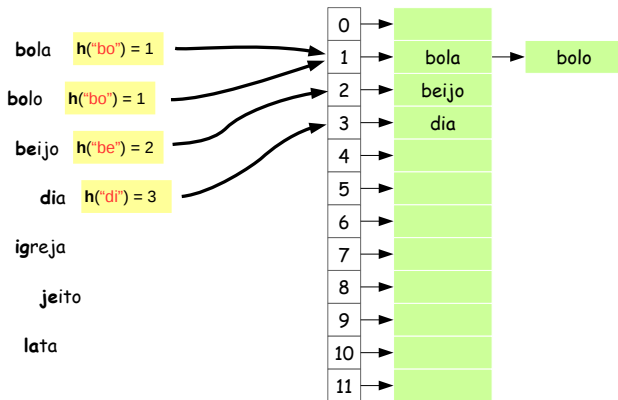 0
bola h(“bo”) = 1 1 bola bolo
bolo h(“bo”) = 1 2 beijo
beijo h(“be”) = 2 3 dia
4
dia h(“di”) = 3 5
6
igreja 7
jeito 8
9
lata 10
11